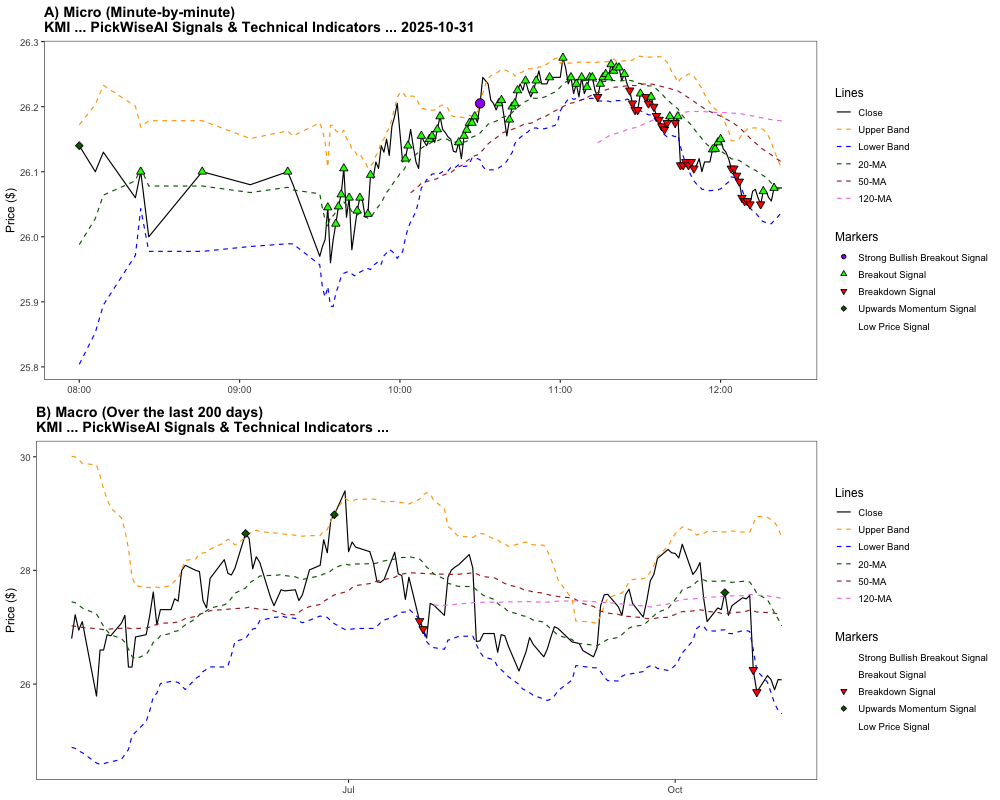 A) Micro (Minute-by-minute)
KMI ... PickWiseAI Signals & Technical Indicators ... 2025-10-31
Price ($)
26.3
26.2
26.1
26.0
25.9
25.8
08:00
09:00
10:00
11:00
12:00
Lines
Close
Upper Band
Lower Band
20-MA
50-MA
120-MA
Markers
Strong Bullish Breakout Signal
Breakout Signal
Breakdown Signal
Upwards Momentum Signal
Low Price Signal
B) Macro (Over the last 200 days)
KMI ... PickWiseAI Signals & Technical Indicators ...
Price ($)
30
28
26
Jul
Oct
Lines
Close
Upper Band
Lower Band
20-MA
50-MA
120-MA
Markers
Strong Bullish Breakout Signal
Breakout Signal
Breakdown Signal
Upwards Momentum Signal
Low Price Signal